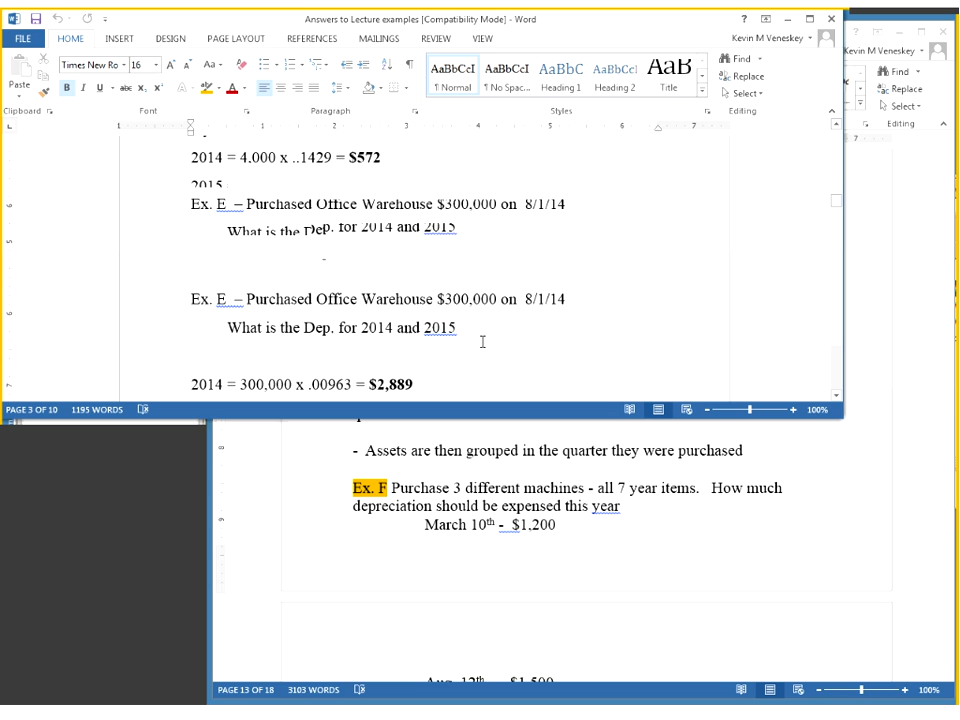 Answers to Lecture examples [Compatibility Mode] - Word
FILE HOME INSERT DESIGN PAGE LAYOUT REFERENCES MAILINGS REVIEW VIEW
Kevin M Veneskey
Kevin M Veneskey
Times New Ro 16
Paste
AaBbCcI AaBbCcI AaBbC AaBbCcI AaB
¶ Normal ¶ No Spac... Heading 1 Heading 2 Title
Find
Replace
Select
Find
Replace
Select
Clipboard Font Paragraph Styles Editing
Editing
2014 = 4,000 x ..1429 = $572
2015
Ex. E – Purchased Office Warehouse $300,000 on 8/1/14
What is the Dep. for 2014 and 2015
Ex. E – Purchased Office Warehouse $300,000 on 8/1/14
What is the Dep. for 2014 and 2015
2014 = 300,000 x .00963 = $2,889
PAGE 3 OF 10 1195 WORDS 100%
- Assets are then grouped in the quarter they were purchased
Ex. F Purchase 3 different machines - all 7 year items. How much
depreciation should be expensed this year
March 10th - $1,200
Aug. 12th $1,500
PAGE 13 OF 18 3103 WORDS 100%